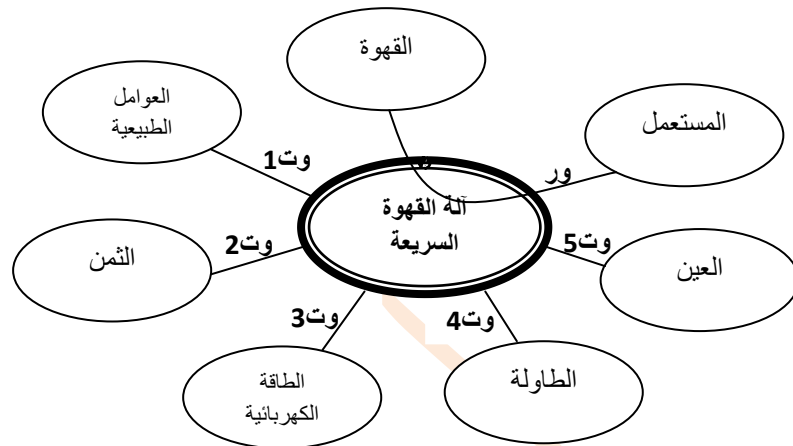 القهوة
العوامل
الطبيعية
المستعمل
وت1
ور
آلة القهوة
السريعة
وت2
وت5
الثمن
العين
وت3
وت4
الطاقة
الكهربائية
الطاولة